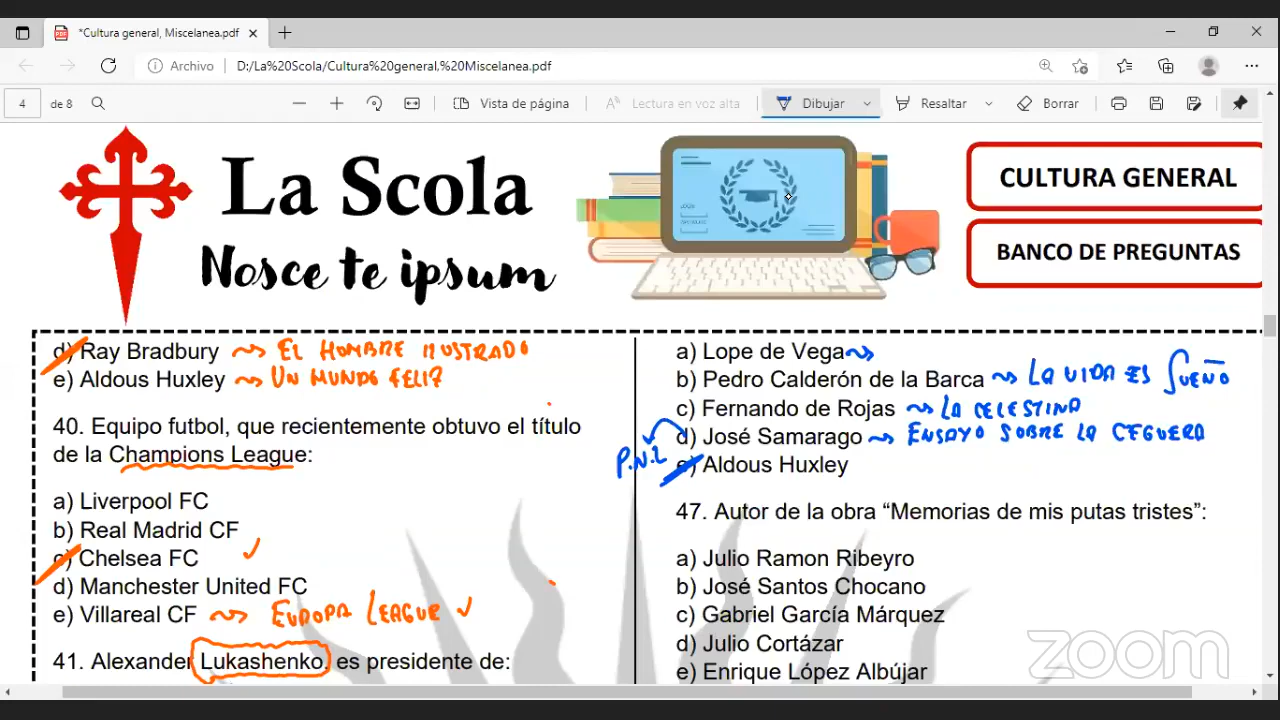 *Cultura general, Miscelanea.pdf
Archivo D:/La%20Scola/Cultura%20general,%20Miscelanea.pdf
4 de 8 Vista de página Lectura en voz alta Dibujar Resaltar Borrar
La Scola
Nosce te ipsum
CULTURA GENERAL
BANCO DE PREGUNTAS
d) Ray Bradbury EL HOMBRE ILUSTRADO
e) Aldous Huxley UN MUNDO FELIZ
40. Equipo futbol, que recientemente obtuvo el título
de la Champions League:
a) Liverpool FC
b) Real Madrid CF
c) Chelsea FC
d) Manchester United FC
e) Villareal CF EUROPA LEAGUE
41. Alexander Lukashenko, es presidente de:
a) Lope de Vega
b) Pedro Calderón de la Barca LA VIDA ES SUEÑO
c) Fernando de Rojas LA CELESTINA
d) José Samarago ENSAYO SOBRE LA CEGUERA
P.N.L
e) Aldous Huxley
47. Autor de la obra “Memorias de mis putas tristes”:
a) Julio Ramon Ribeyro
b) José Santos Chocano
c) Gabriel García Márquez
d) Julio Cortázar
e) Enrique López Albújar
zoom